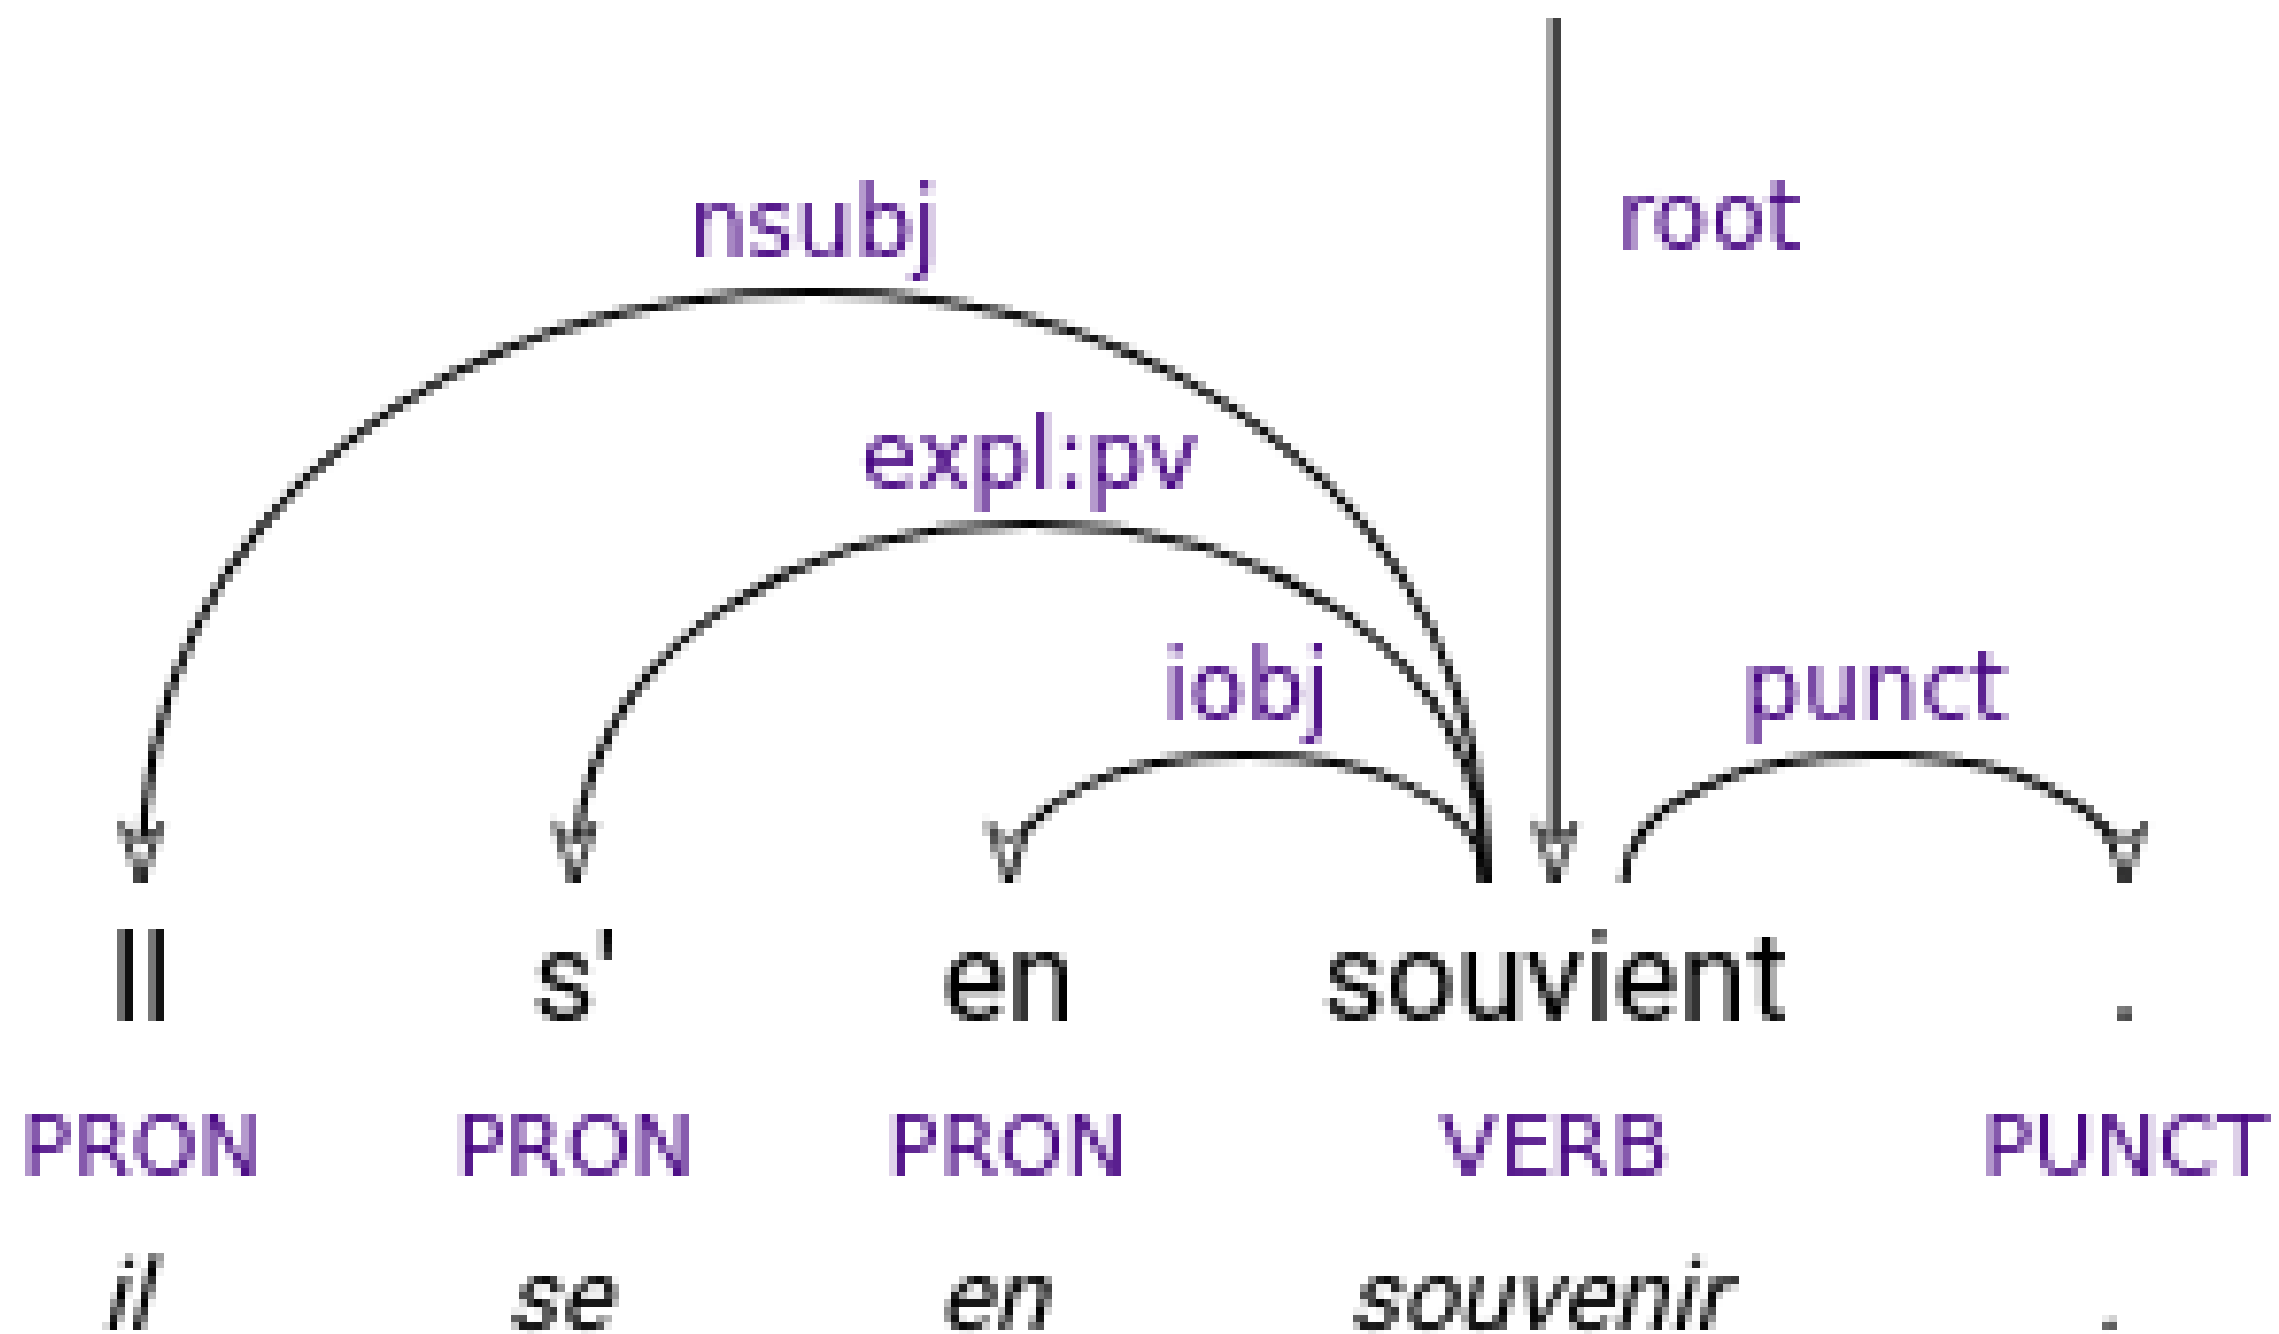 nsubj root
expl:pv
iobj punct
Il s' en souvient .
PRON PRON PRON VERB PUNCT
il se en souvenir .